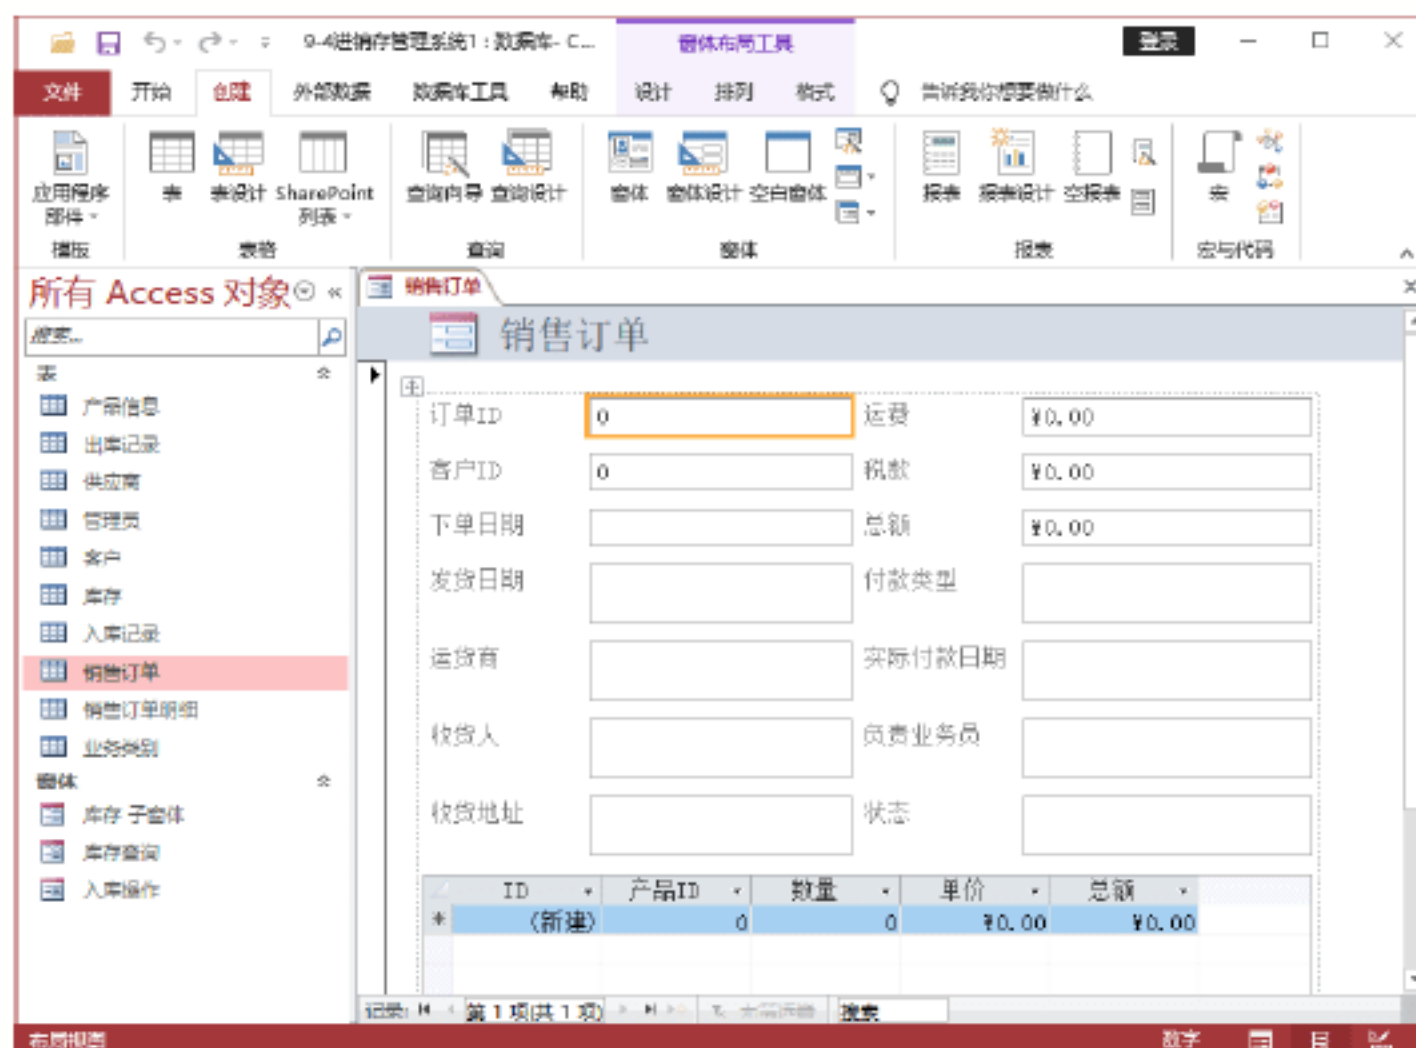 9-4进销存管理系统1 : 数据库- C... 窗体布局工具 登录
文件 开始 创建 外部数据 数据库工具 帮助 设计 排列 格式 告诉我你想要做什么
应用程序 表 表设计 SharePoint 查询向导 查询设计 窗体 窗体设计 空白窗体 报表 报表设计 空报表 宏
部件 列表
模板 表格 查询 窗体 报表 宏与代码
所有 Access 对象 « 销售订单
搜索... 销售订单
表
产品信息 订单ID 0 运费 ¥0.00
出库记录
供应商 客户ID 0 税款 ¥0.00
管理员 下单日期 总额 ¥0.00
客户
库存 发货日期 付款类型
入库记录
销售订单 运货商 实际付款日期
销售订单明细
业务类别 收货人 负责业务员
窗体
库存 子窗体 收货地址 状态
库存查询
入库操作 ID 产品ID 数量 单价 总额
* (新建) 0 0 ¥0.00 ¥0.00
记录: 第 1 项(共 1 项) 无筛选器 搜索
布局视图 数字